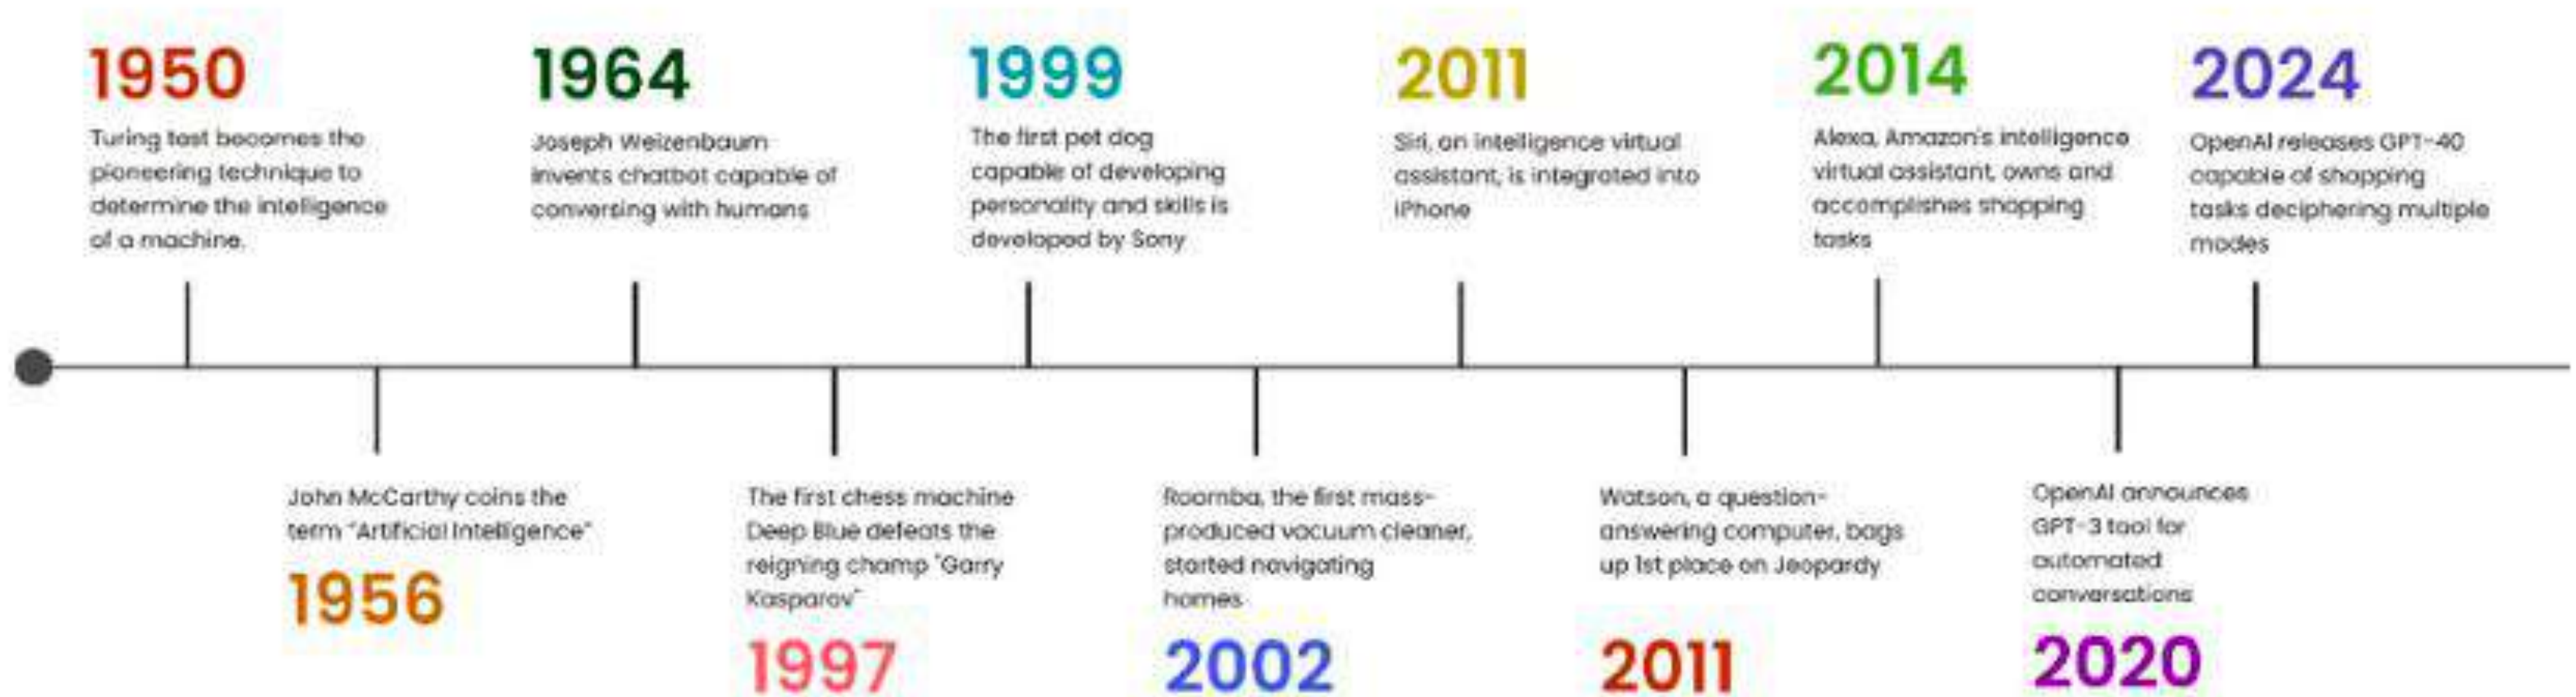 1950
Turing test becomes the
pioneering technique to
determine the intelligence
of a machine.
1964
Joseph Weizenbaum
invents chatbot capable of
conversing with humans
1999
The first pet dog
capable of developing
personality and skills is
developed by Sony
2011
Siri, an intelligence virtual
assistant, is integrated into
iPhone
2014
Alexa, Amazon's intelligence
virtual assistant, owns and
accomplishes shopping
tasks
2024
OpenAI releases GPT-4o
capable of shopping
tasks deciphering multiple
modes
John McCarthy coins the
term "Artificial Intelligence"
1956
The first chess machine
Deep Blue defeats the
reigning champ "Garry
Kasparov"
1997
Roomba, the first mass-
produced vacuum cleaner,
started navigating
homes
2002
Watson, a question-
answering computer, bags
up 1st place on Jeopardy
2011
OpenAI announces
GPT-3 tool for
automated
conversations
2020